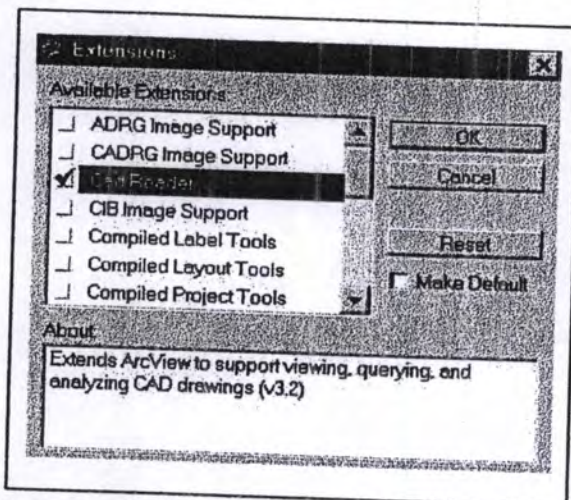 Extensions
Available Extensions
ADRG Image Support
CADRG Image Support
Cad Reader
CIB Image Support
Compiled Label Tools
Compiled Layout Tools
Compiled Project Tools
OK
Cancel
Reset
Make Default
About
Extends ArcView to support viewing, querying, and
analyzing CAD drawings (v3.2)